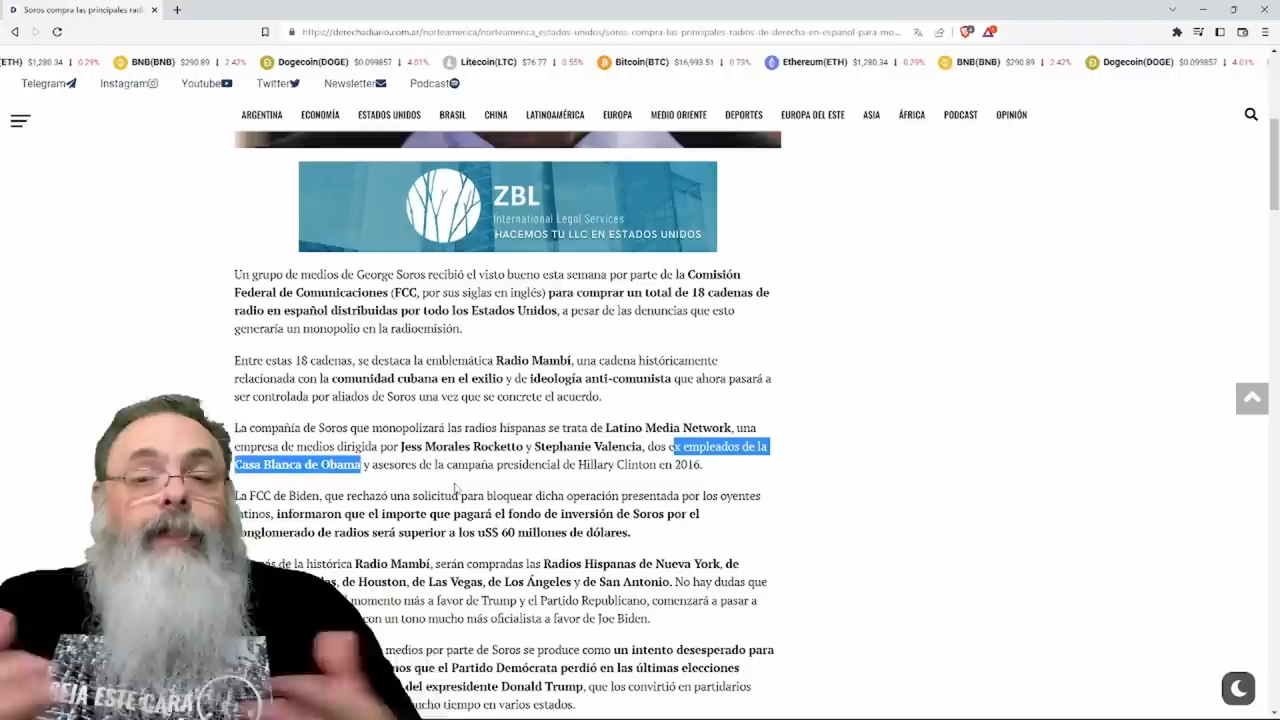 Soros compra las principales radi
https://derechadiario.com.ar/norteamerica/norteamerica_estados-unidos/soros-compra-las-principales-radios-de-derecha-en-espanol-para-mo...
(ETH) $1,280.34 ↓ 0.29% BNB(BNB) $290.89 ↓ 2.42% Dogecoin(DOGE) $0.099857 ↓ 4.01% Litecoin(LTC) $76.77 ↓ 0.55% Bitcoin(BTC) $16,993.51 ↓ 0.73% Ethereum(ETH) $1,280.34 ↓ 0.29% BNB(BNB) $290.89 ↓ 2.42% Dogecoin(DOGE) $0.099857 ↓ 4.01%
Telegram Instagram Youtube Twitter Newsletter Podcast
ARGENTINA ECONOMÍA ESTADOS UNIDOS BRASIL CHINA LATINOAMÉRICA EUROPA MEDIO ORIENTE DEPORTES EUROPA DEL ESTE ASIA ÁFRICA PODCAST OPINIÓN
ZBL
International Legal Services
HACEMOS TU LLC EN ESTADOS UNIDOS
Un grupo de medios de George Soros recibió el visto bueno esta semana por parte de la Comisión
Federal de Comunicaciones (FCC, por sus siglas en inglés) para comprar un total de 18 cadenas de
radio en español distribuidas por todo los Estados Unidos, a pesar de las denuncias que esto
generaría un monopolio en la radioemisión.
Entre estas 18 cadenas, se destaca la emblemática Radio Mambí, una cadena históricamente
relacionada con la comunidad cubana en el exilio y de ideología anti-comunista que ahora pasará a
ser controlada por aliados de Soros una vez que se concrete el acuerdo.
La compañía de Soros que monopolizará las radios hispanas se trata de Latino Media Network, una
empresa de medios dirigida por Jess Morales Rocketto y Stephanie Valencia, dos ex empleados de la
Casa Blanca de Obama y asesores de la campaña presidencial de Hillary Clinton en 2016.
La FCC de Biden, que rechazó una solicitud para bloquear dicha operación presentada por los oyentes
latinos, informaron que el importe que pagará el fondo de inversión de Soros por el
conglomerado de radios será superior a los u$S 60 millones de dólares.
de la histórica Radio Mambí, serán compradas las Radios Hispanas de Nueva York, de
de Houston, de Las Vegas, de Los Ángeles y de San Antonio. No hay dudas que
momento más a favor de Trump y el Partido Republicano, comenzará a pasar a
con un tono mucho más oficialista a favor de Joe Biden.
medios por parte de Soros se produce como un intento desesperado para
que el Partido Demócrata perdió en las últimas elecciones
del expresidente Donald Trump, que los convirtió en partidarios
mucho tiempo en varios estados.
DEJA ESTE CARA